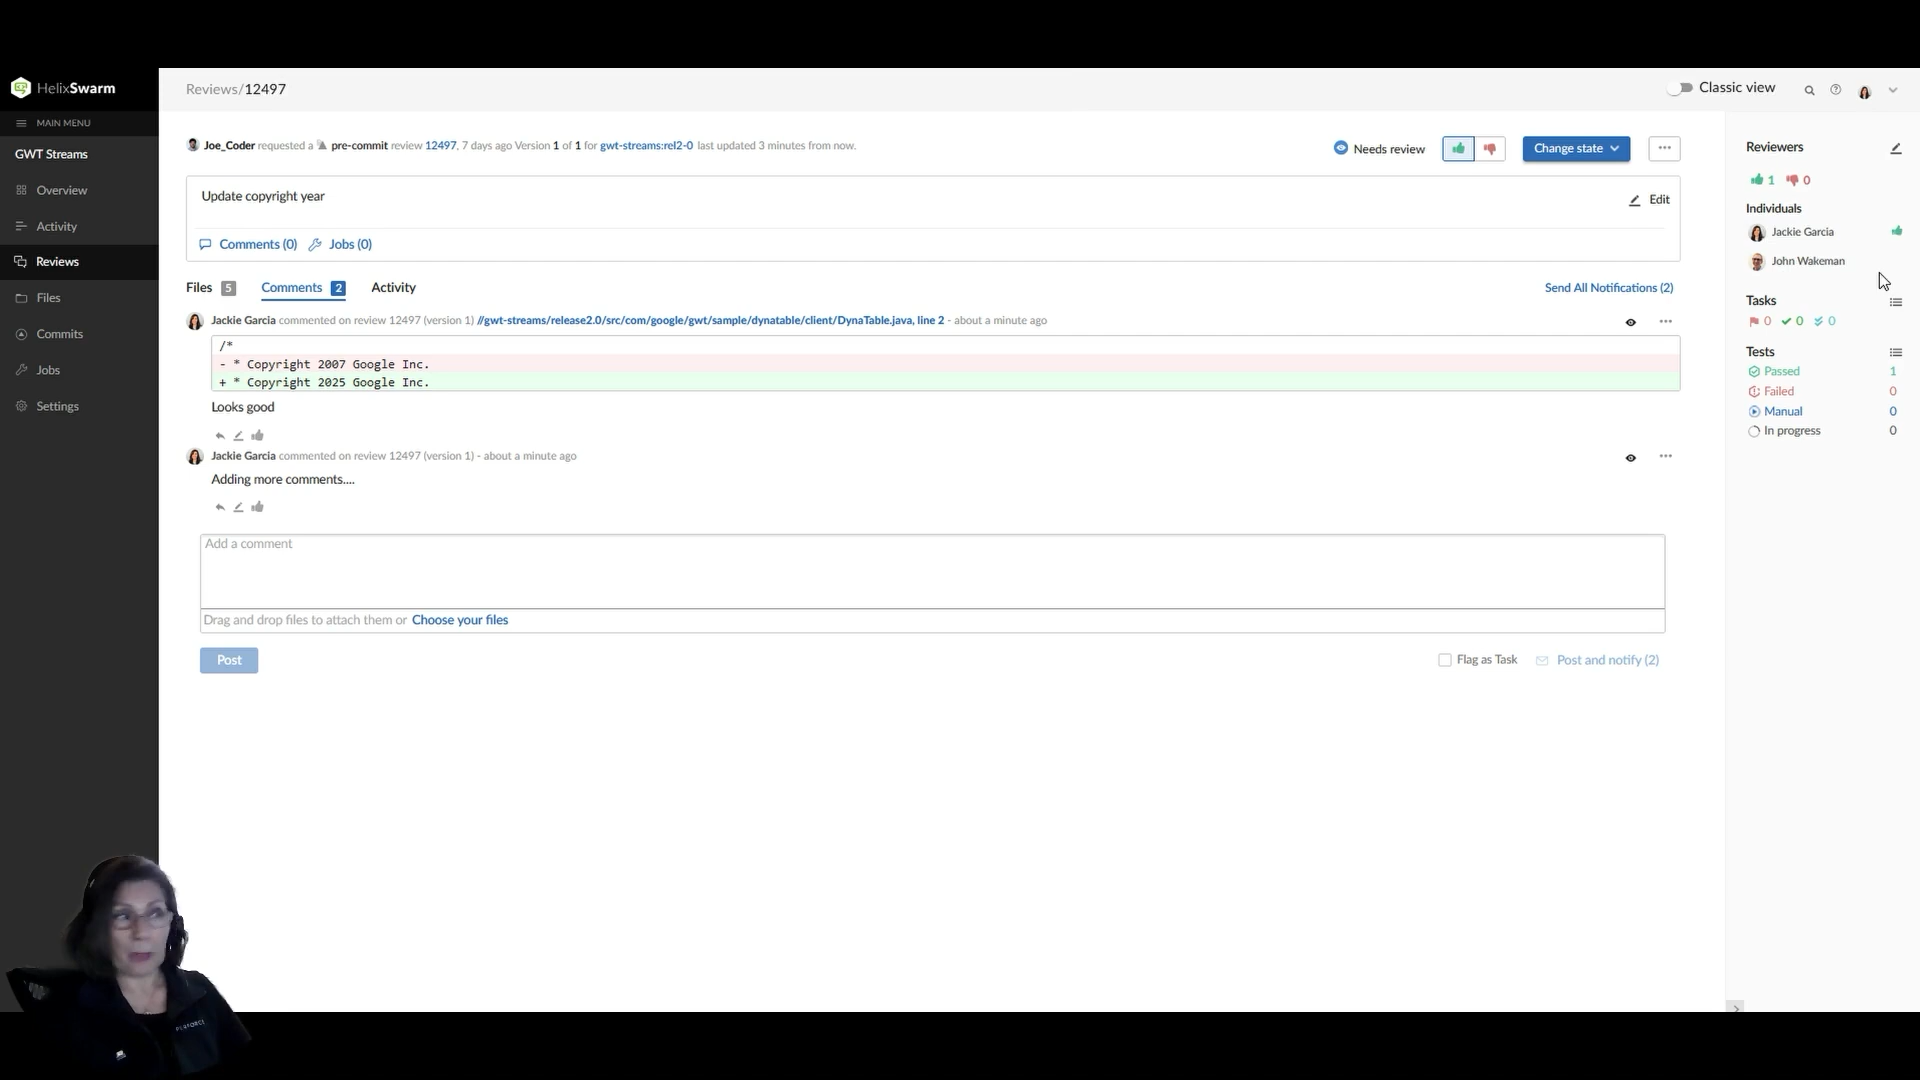 HelixSwarm
MAIN MENU
GWT Streams
Overview
Activity
Reviews
Files
Commits
Jobs
Settings
Reviews/12497
Classic view
Joe_Coder requested a pre-commit review 12497, 7 days ago Version 1 of 1 for gwt-streams:rel2-0 last updated 3 minutes from now.
Needs review
Change state
Update copyright year
Edit
Comments (0) Jobs (0)
Files 5 Comments 2 Activity
Send All Notifications (2)
Jackie Garcia commented on review 12497 (version 1) //gwt-streams/release2.0/src/com/google/gwt/sample/dynatable/client/DynaTable.java, line 2 - about a minute ago
/*
- * Copyright 2007 Google Inc.
+ * Copyright 2025 Google Inc.
Looks good
Jackie Garcia commented on review 12497 (version 1) - about a minute ago
Adding more comments....
Add a comment
Drag and drop files to attach them or Choose your files
Post
Flag as Task
Post and notify (2)
Reviewers
1 0
Individuals
Jackie Garcia
John Wakeman
Tasks
0 0 0
Tests
Passed 1
Failed 0
Manual 0
In progress 0
PERFORCE